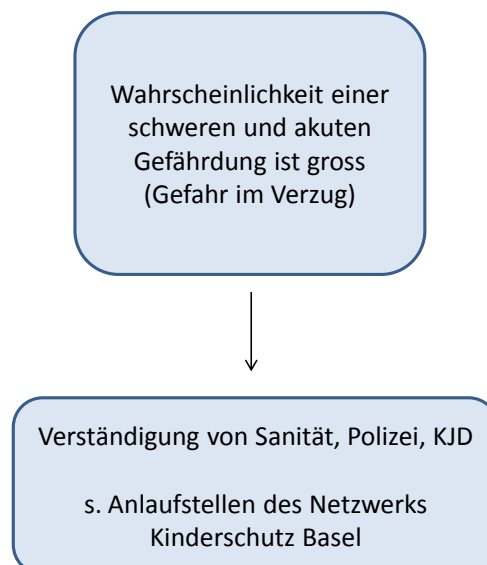 Wahrscheinlichkeit einer
schweren und akuten
Gefährdung ist gross
(Gefahr im Verzug)
Verständigung von Sanität, Polizei, KJD
s. Anlaufstellen des Netzwerks
Kinderschutz Basel